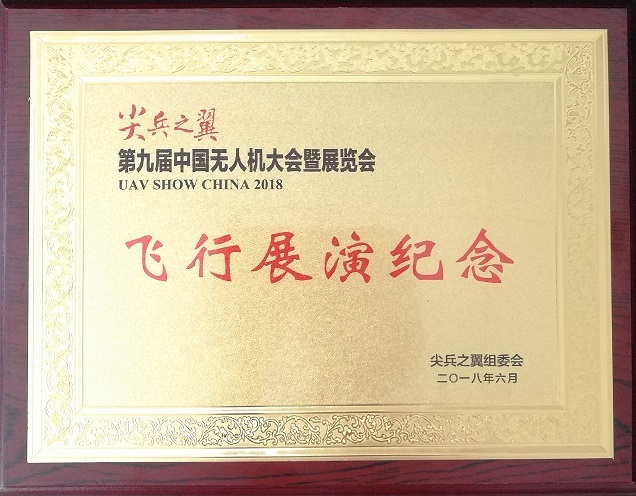 尖兵之翼
第九届中国无人机大会暨展览会
UAV SHOW CHINA 2018
飞行展演纪念
尖兵之翼组委会
二〇一八年六月